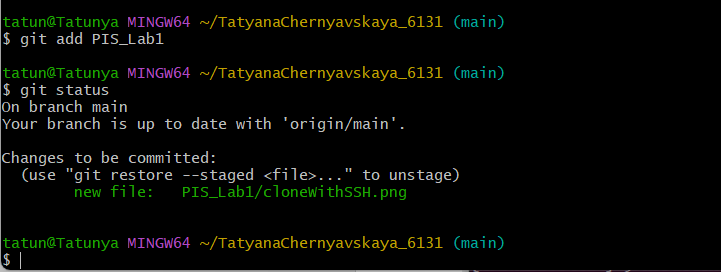 tatun@Tatunya MINGW64 ~/TatyanaChernyavskaya_6131 (main)
$ git add PIS_Lab1
tatun@Tatunya MINGW64 ~/TatyanaChernyavskaya_6131 (main)
$ git status
On branch main
Your branch is up to date with 'origin/main'.
Changes to be committed:
  (use "git restore --staged <file>..." to unstage)
        new file:   PIS_Lab1/cloneWithSSH.png
tatun@Tatunya MINGW64 ~/TatyanaChernyavskaya_6131 (main)
$